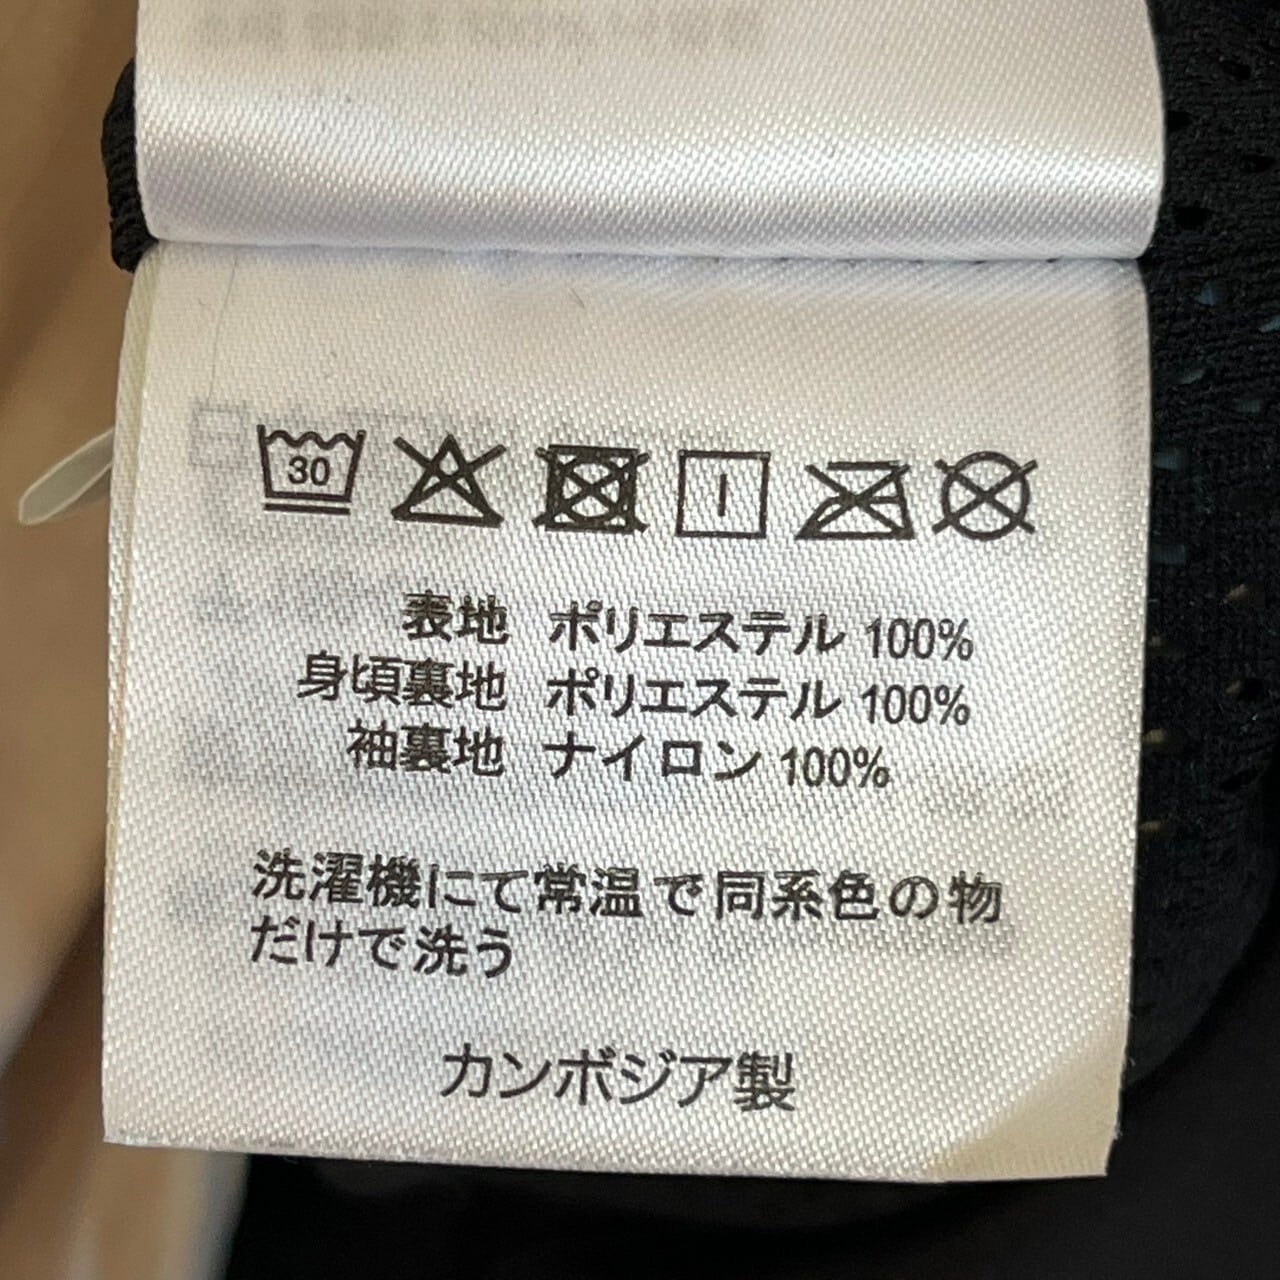 30
表地 ポリエステル 100%
身頃裏地 ポリエステル 100%
袖裏地 ナイロン 100%
洗濯機にて常温で同系色の物
だけで洗う
カンボジア製